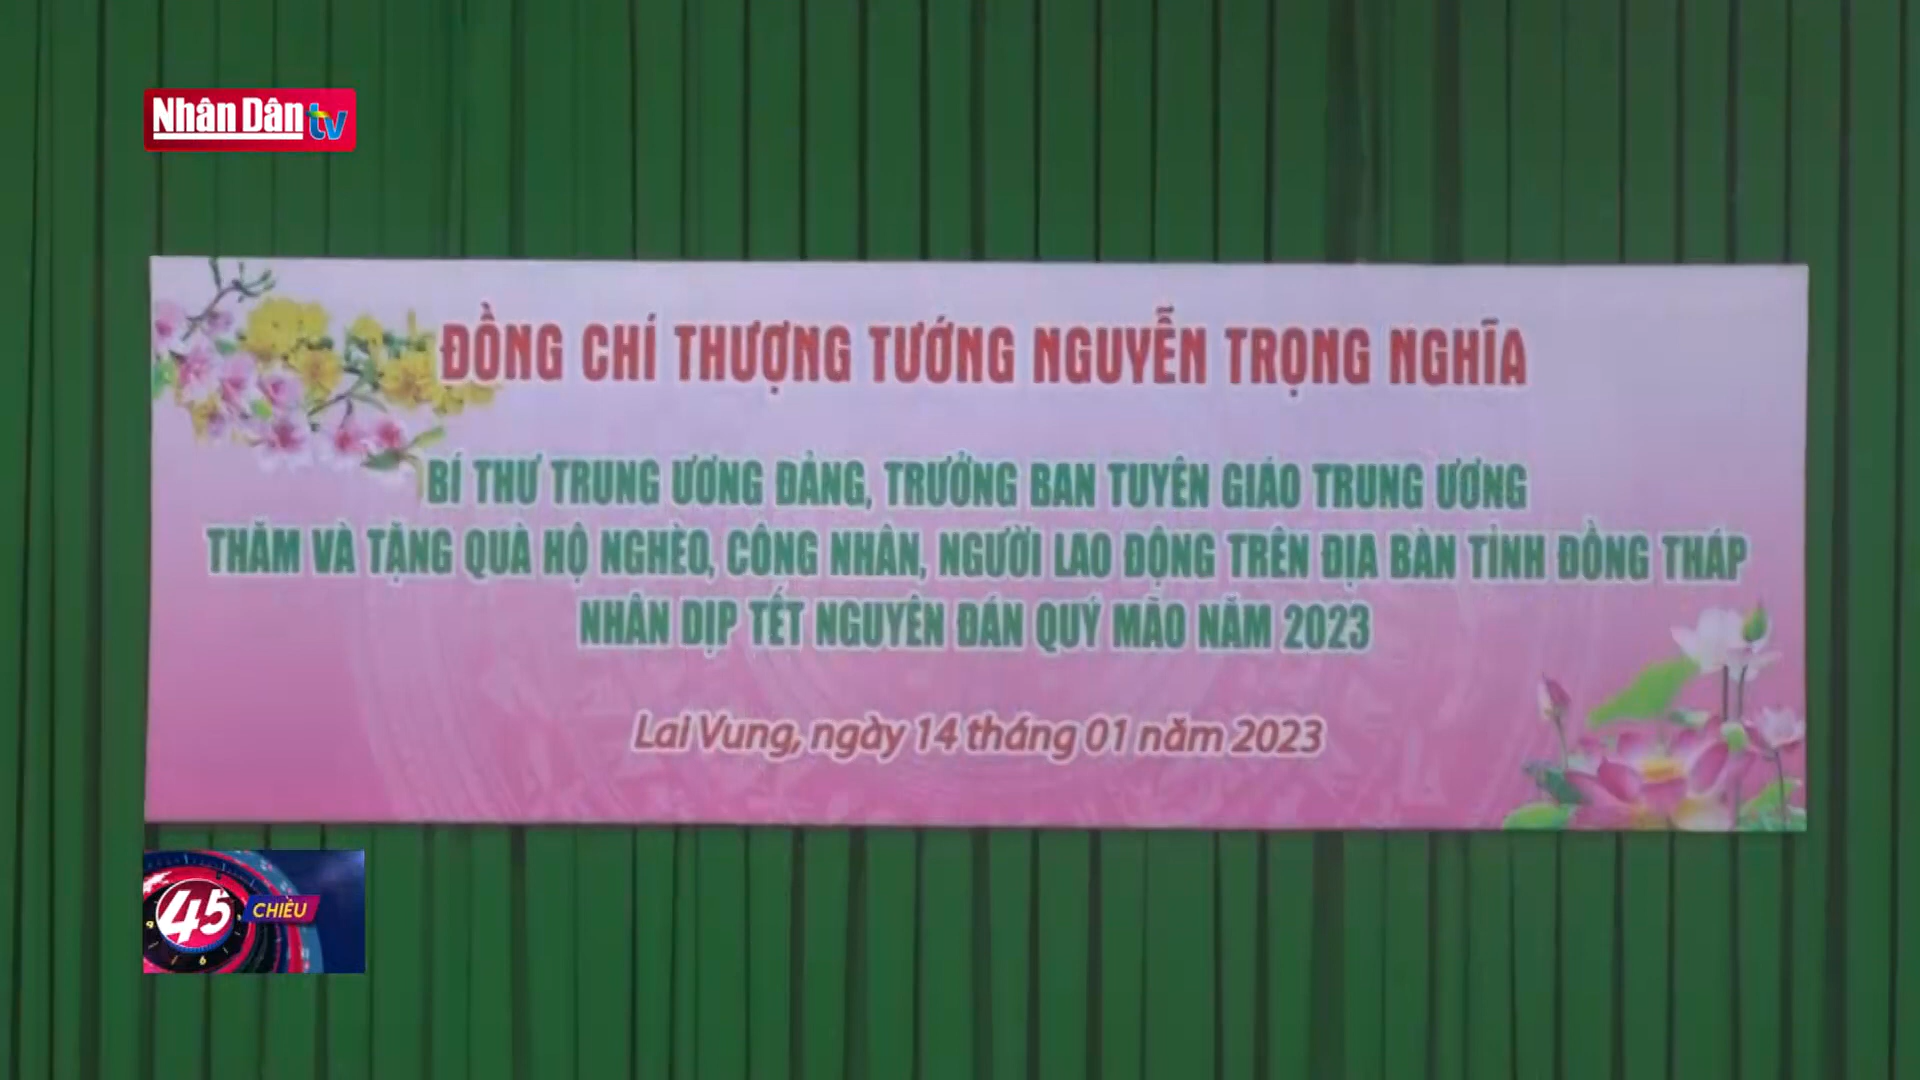 Nhân Dân tv
ĐỒNG CHÍ THƯỢNG TƯỚNG NGUYỄN TRỌNG NGHĨA
BÍ THƯ TRUNG ƯƠNG ĐẢNG, TRƯỞNG BAN TUYÊN GIÁO TRUNG ƯƠNG
THĂM VÀ TẶNG QUÀ HỘ NGHÈO, CÔNG NHÂN, NGƯỜI LAO ĐỘNG TRÊN ĐỊA BÀN TỈNH ĐỒNG THÁP
NHÂN DỊP TẾT NGUYÊN ĐÁN QUÝ MÃO NĂM 2023
Lai Vung, ngày 14 tháng 01 năm 2023
45 CHIỀU
9
6